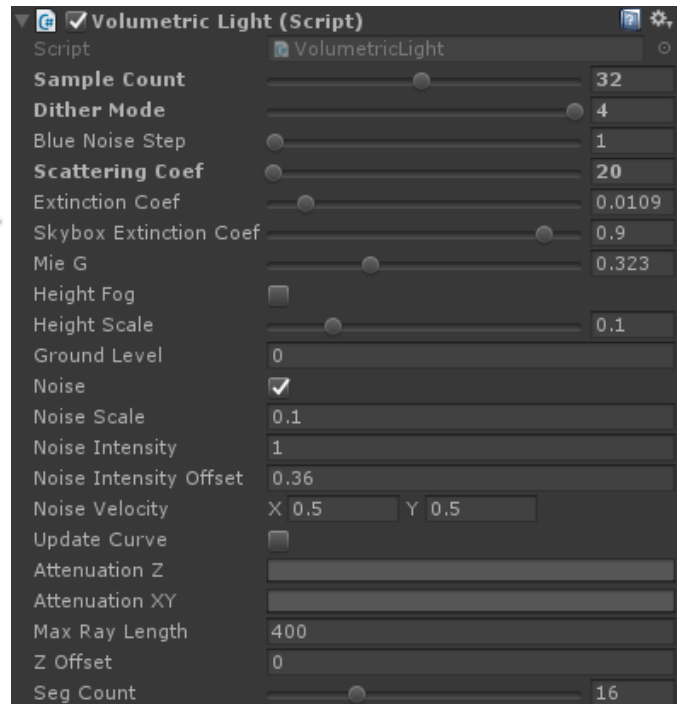 Volumetric Light (Script)
Script VolumetricLight
Sample Count 32
Dither Mode 4
Blue Noise Step 1
Scattering Coef 20
Extinction Coef 0.0109
Skybox Extinction Coef 0.9
Mie G 0.323
Height Fog
Height Scale 0.1
Ground Level 0
Noise
Noise Scale 0.1
Noise Intensity 1
Noise Intensity Offset 0.36
Noise Velocity X 0.5 Y 0.5
Update Curve
Attenuation Z
Attenuation XY
Max Ray Length 400
Z Offset 0
Seg Count 16